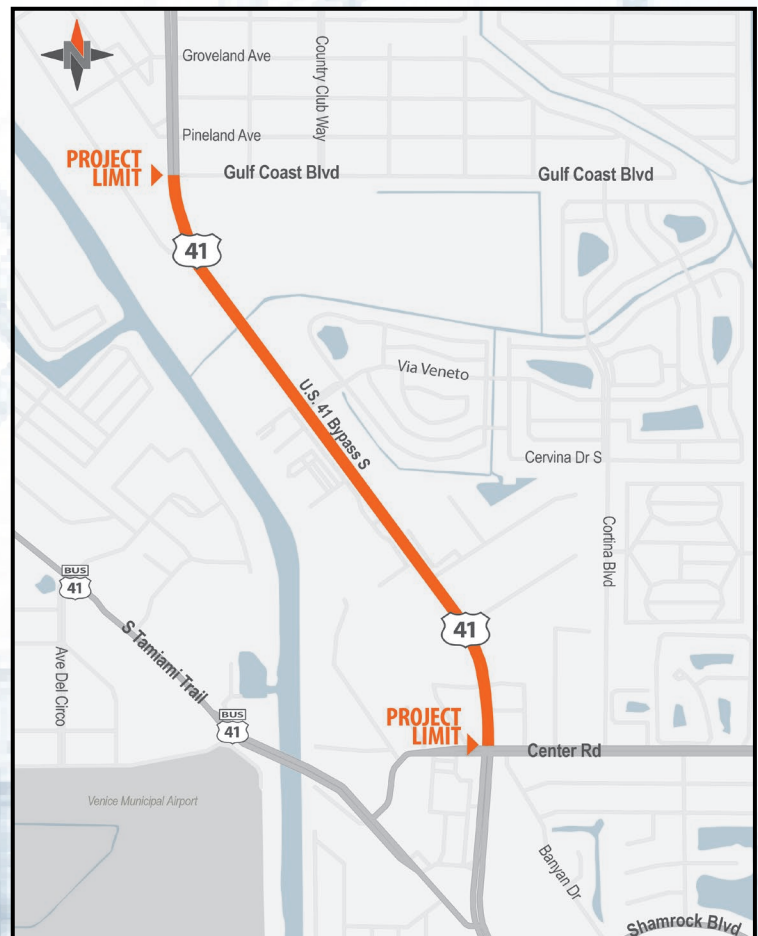 N
Groveland Ave
Country Club Way
Pineland Ave
PROJECT
LIMIT
Gulf Coast Blvd
Gulf Coast Blvd
41
Via Veneto
U.S. 41 Bypass S
Cervina Dr S
Cortina Blvd
BUS
41
41
S Tamiami Trail
Ave Del Circo
BUS
41
PROJECT
LIMIT
Center Rd
Venice Municipal Airport
Banyan Dr
Shamrock Blvd